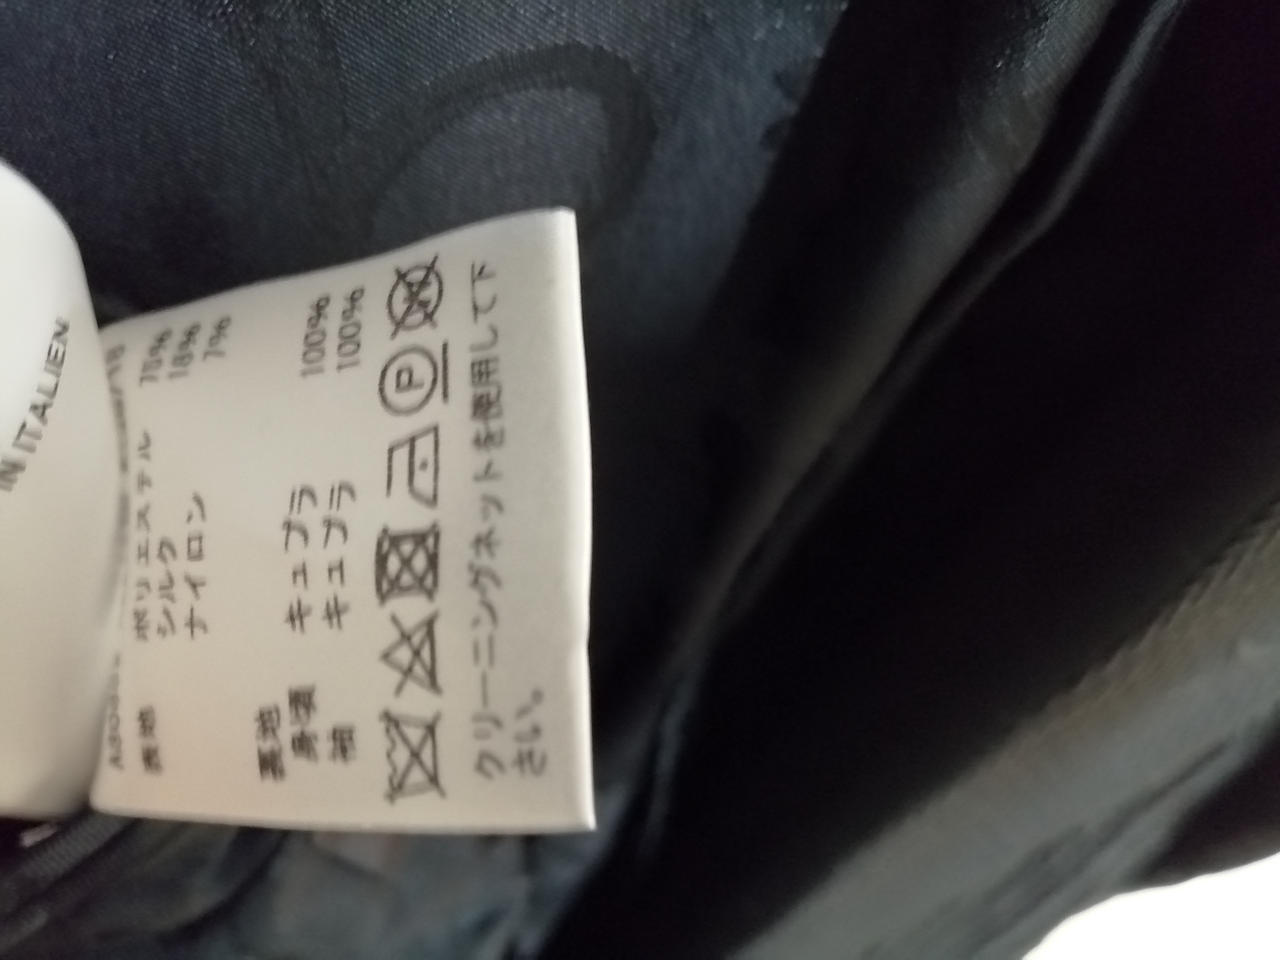 IN ITALIEN
表地
ポリエステル 75%
シルク 18%
ナイロン 7%
裏地
身頃 キュプラ 100%
袖 キュプラ 100%
P
クリーニングネットを使用して下
さい。